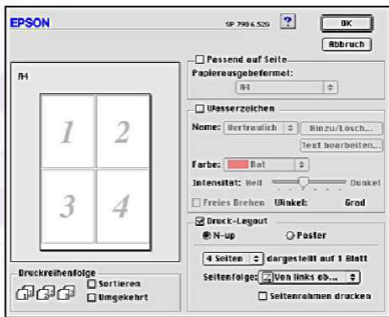 EPSON
SP 790 6.52G ? OK
Abbruch
A4
1 2
3 4
Passend auf Seite
Papierausgabeformat:
A4
Wasserzeichen
Name: Vertraulich Hinzu/Lösch...
Text bearbeiten...
Farbe: Rot
Intensität: Hell Dunkel
Freies Drehen Winkel: Grad
Druck-Layout
N-up Poster
4 Seiten dargestellt auf 1 Blatt
Seitenfolge: Von links ob...
Seitenrahmen drucken
Druckreihenfolge
Sortieren
Umgekehrt